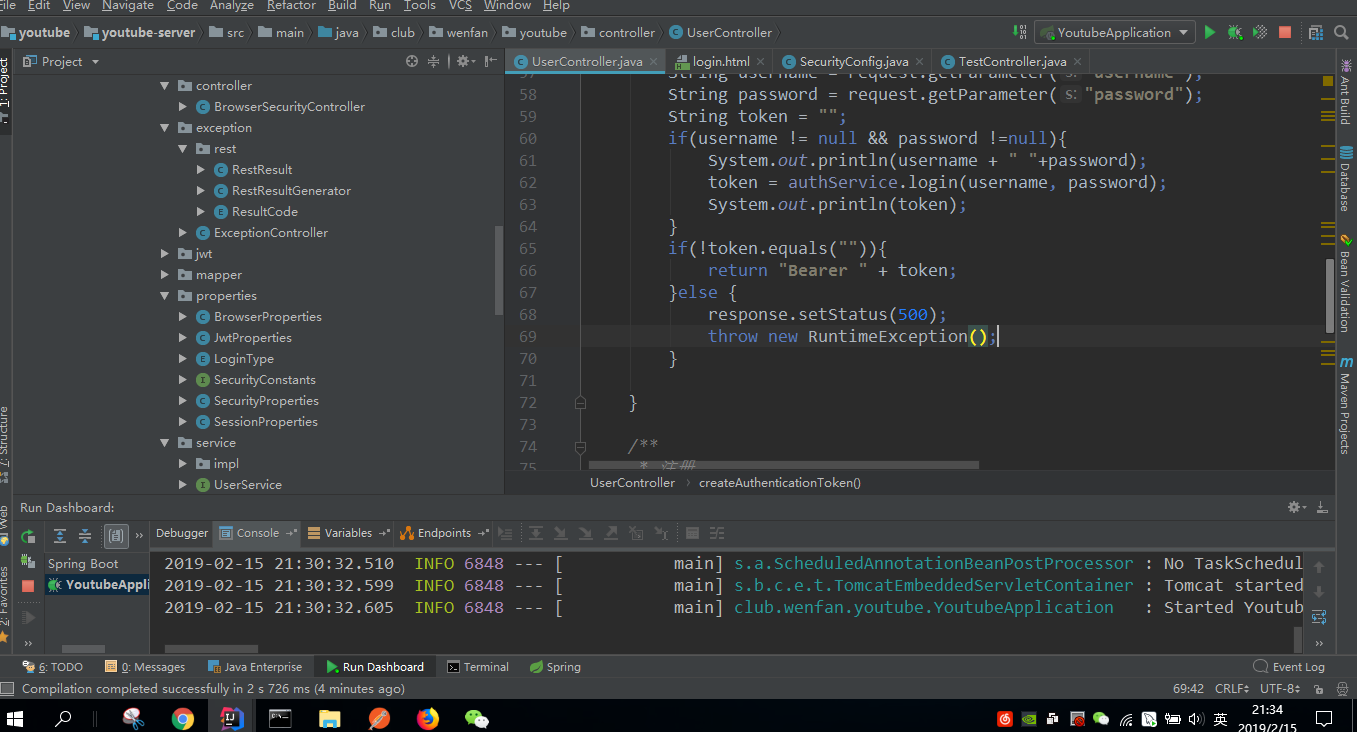 File Edit View Navigate Code Analyze Refactor Build Run Tools VCS Window Help
youtube youtube-server src main java club wenfan youtube controller UserController
YoutubeApplication
1: Project
7: Structure
Web
2: Favorites
Project
controller
BrowserSecurityController
exception
rest
RestResult
RestResultGenerator
ResultCode
ExceptionController
jwt
mapper
properties
BrowserProperties
JwtProperties
LoginType
SecurityConstants
SecurityProperties
SessionProperties
service
impl
UserService
UserController.java login.html SecurityConfig.java TestController.java
57 String username = request.getParameter( s: "username");
58 String password = request.getParameter( s: "password");
59 String token = "";
60 if(username != null && password !=null){
61 System.out.println(username + " "+password);
62 token = authService.login(username, password);
63 System.out.println(token);
64 }
65 if(!token.equals("")){
66 return "Bearer " + token;
67 }else {
68 response.setStatus(500);
69 throw new RuntimeException();
70 }
71
72 }
73
74 /**
75 * 注册
UserController createAuthenticationToken()
Ant Build
Database
Bean Validation
Maven Projects
Run Dashboard:
Debugger Console Variables Endpoints
Spring Boot
YoutubeAppli
2019-02-15 21:30:32.510 INFO 6848 --- [ main] s.a.ScheduledAnnotationBeanPostProcessor : No TaskSchedul
2019-02-15 21:30:32.599 INFO 6848 --- [ main] s.b.c.e.t.TomcatEmbeddedServletContainer : Tomcat started
2019-02-15 21:30:32.605 INFO 6848 --- [ main] club.wenfan.youtube.YoutubeApplication : Started Youtub
6: TODO 0: Messages Java Enterprise Run Dashboard Terminal Spring Event Log
Compilation completed successfully in 2 s 726 ms (4 minutes ago) 69:42 CRLF UTF-8
英
21:34
2019/2/15